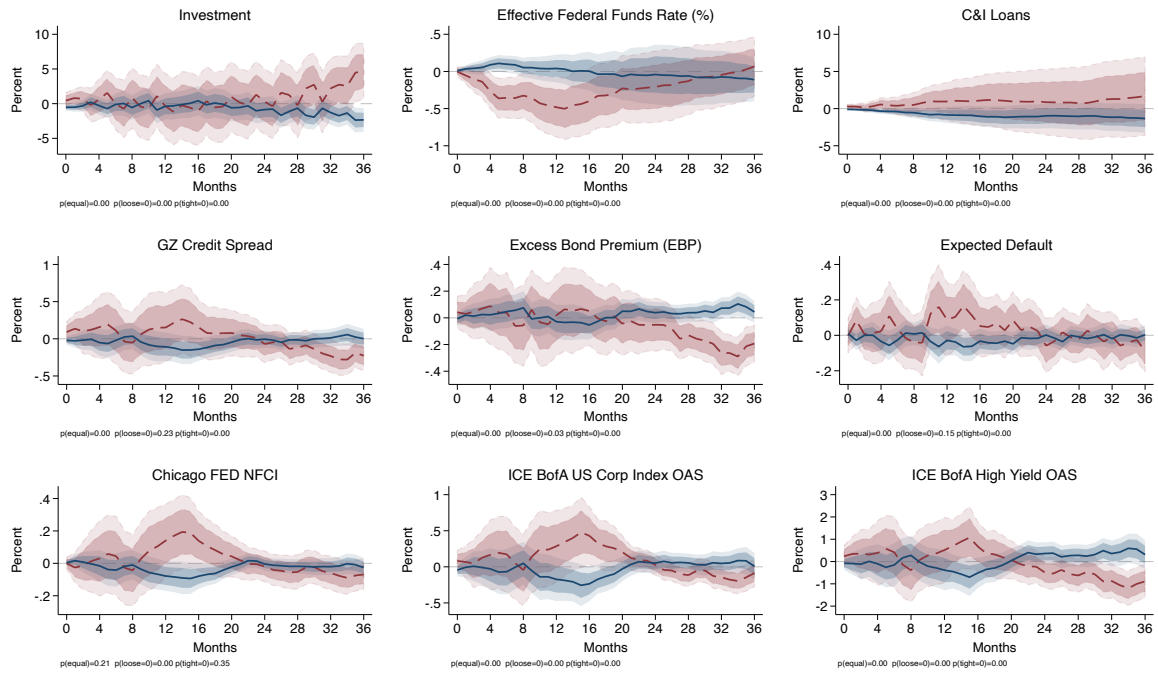 Investment
Percent
10
5
0
-5
0 4 8 12 16 20 24 28 32 36
Months
p(equal)=0.00 p(loose=0)=0.00 p(tight=0)=0.00
Effective Federal Funds Rate (%)
Percent
.5
0
-.5
-1
0 4 8 12 16 20 24 28 32 36
Months
p(equal)=0.00 p(loose=0)=0.00 p(tight=0)=0.00
C&I Loans
Percent
10
5
0
-5
0 4 8 12 16 20 24 28 32 36
Months
p(equal)=0.00 p(loose=0)=0.00 p(tight=0)=0.00
GZ Credit Spread
Percent
1
.5
0
-.5
0 4 8 12 16 20 24 28 32 36
Months
p(equal)=0.00 p(loose=0)=0.23 p(tight=0)=0.00
Excess Bond Premium (EBP)
Percent
.4
.2
0
-.2
-.4
0 4 8 12 16 20 24 28 32 36
Months
p(equal)=0.00 p(loose=0)=0.03 p(tight=0)=0.00
Expected Default
Percent
.4
.2
0
-.2
0 4 8 12 16 20 24 28 32 36
Months
p(equal)=0.00 p(loose=0)=0.15 p(tight=0)=0.00
Chicago FED NFCI
Percent
.4
.2
0
-.2
0 4 8 12 16 20 24 28 32 36
Months
p(equal)=0.21 p(loose=0)=0.00 p(tight=0)=0.35
ICE BofA US Corp Index OAS
Percent
1
.5
0
-.5
0 4 8 12 16 20 24 28 32 36
Months
p(equal)=0.00 p(loose=0)=0.00 p(tight=0)=0.00
ICE BofA High Yield OAS
Percent
3
2
1
0
-1
-2
0 4 8 12 16 20 24 28 32 36
Months
p(equal)=0.00 p(loose=0)=0.00 p(tight=0)=0.00